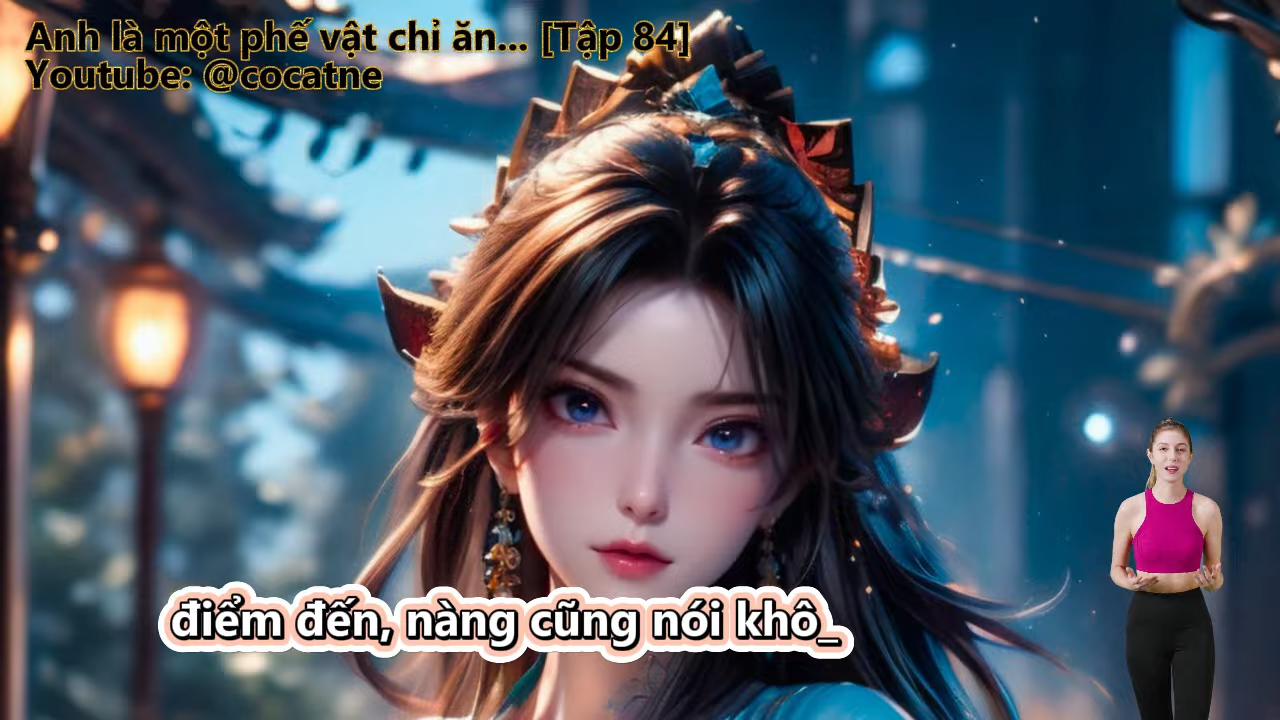 Anh là một phế vật chỉ ăn... [Tập 84]
Youtube: @cocatne
điểm đến, nàng cũng nói khô_